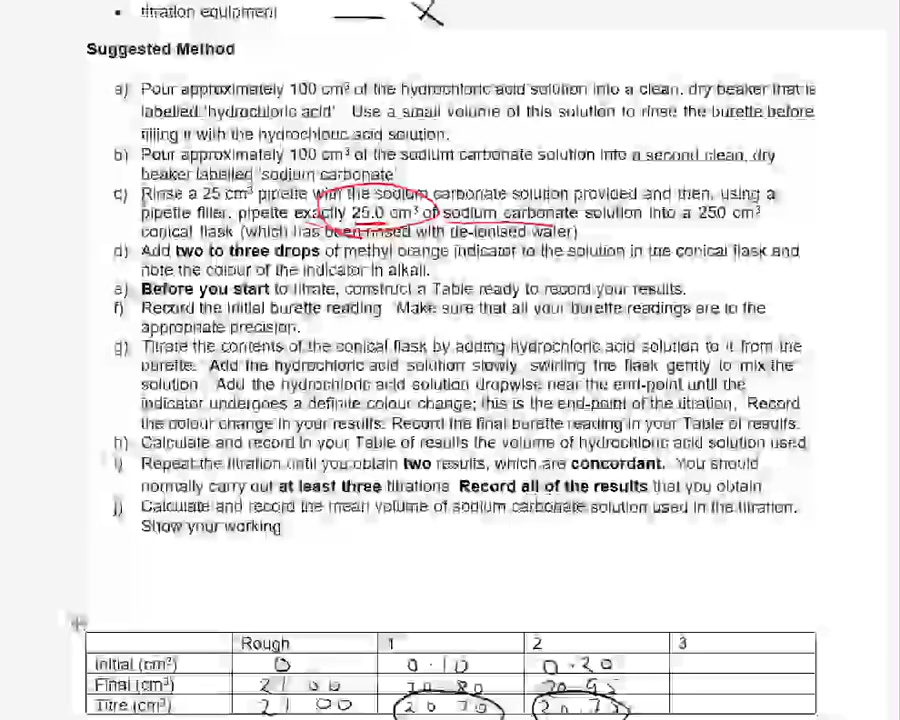 • titration equipment
Suggested Method
a) Pour approximately 100 cm³ of the hydrochloric acid solution into a clean, dry beaker that is
labelled 'hydrochloric acid'. Use a small volume of this solution to rinse the burette before
filling it with the hydrochloric acid solution.
b) Pour approximately 100 cm³ of the sodium carbonate solution into a second clean, dry
beaker labelled 'sodium carbonate'
c) Rinse a 25 cm³ pipette with the sodium carbonate solution provided and then, using a
pipette filler, pipette exactly 25.0 cm³ of sodium carbonate solution into a 250 cm³
conical flask (which has been rinsed with de-ionised water)
d) Add two to three drops of methyl orange indicator to the solution in the conical flask and
note the colour of the indicator in alkali.
e) Before you start to titrate, construct a Table ready to record your results.
f) Record the initial burette reading. Make sure that all your burette readings are to the
appropriate precision.
g) Titrate the contents of the conical flask by adding hydrochloric acid solution to it from the
burette. Add the hydrochloric acid solution slowly, swirling the flask gently to mix the
solution. Add the hydrochloric acid solution dropwise near the end-point until the
indicator undergoes a definite colour change; this is the end-point of the titration. Record
the colour change in your results. Record the final burette reading in your Table of results.
h) Calculate and record in your Table of results the volume of hydrochloric acid solution used
i) Repeat the titration until you obtain two results, which are concordant. You should
normally carry out at least three titrations. Record all of the results that you obtain
j) Calculate and record the mean volume of sodium carbonate solution used in the titration.
Show your working
Rough 1 2 3
Initial (cm³) 0 0.10 0.20
Final (cm³) 21 00 20 80 20 95
Titre (cm³) 21 00 20 70 20.75